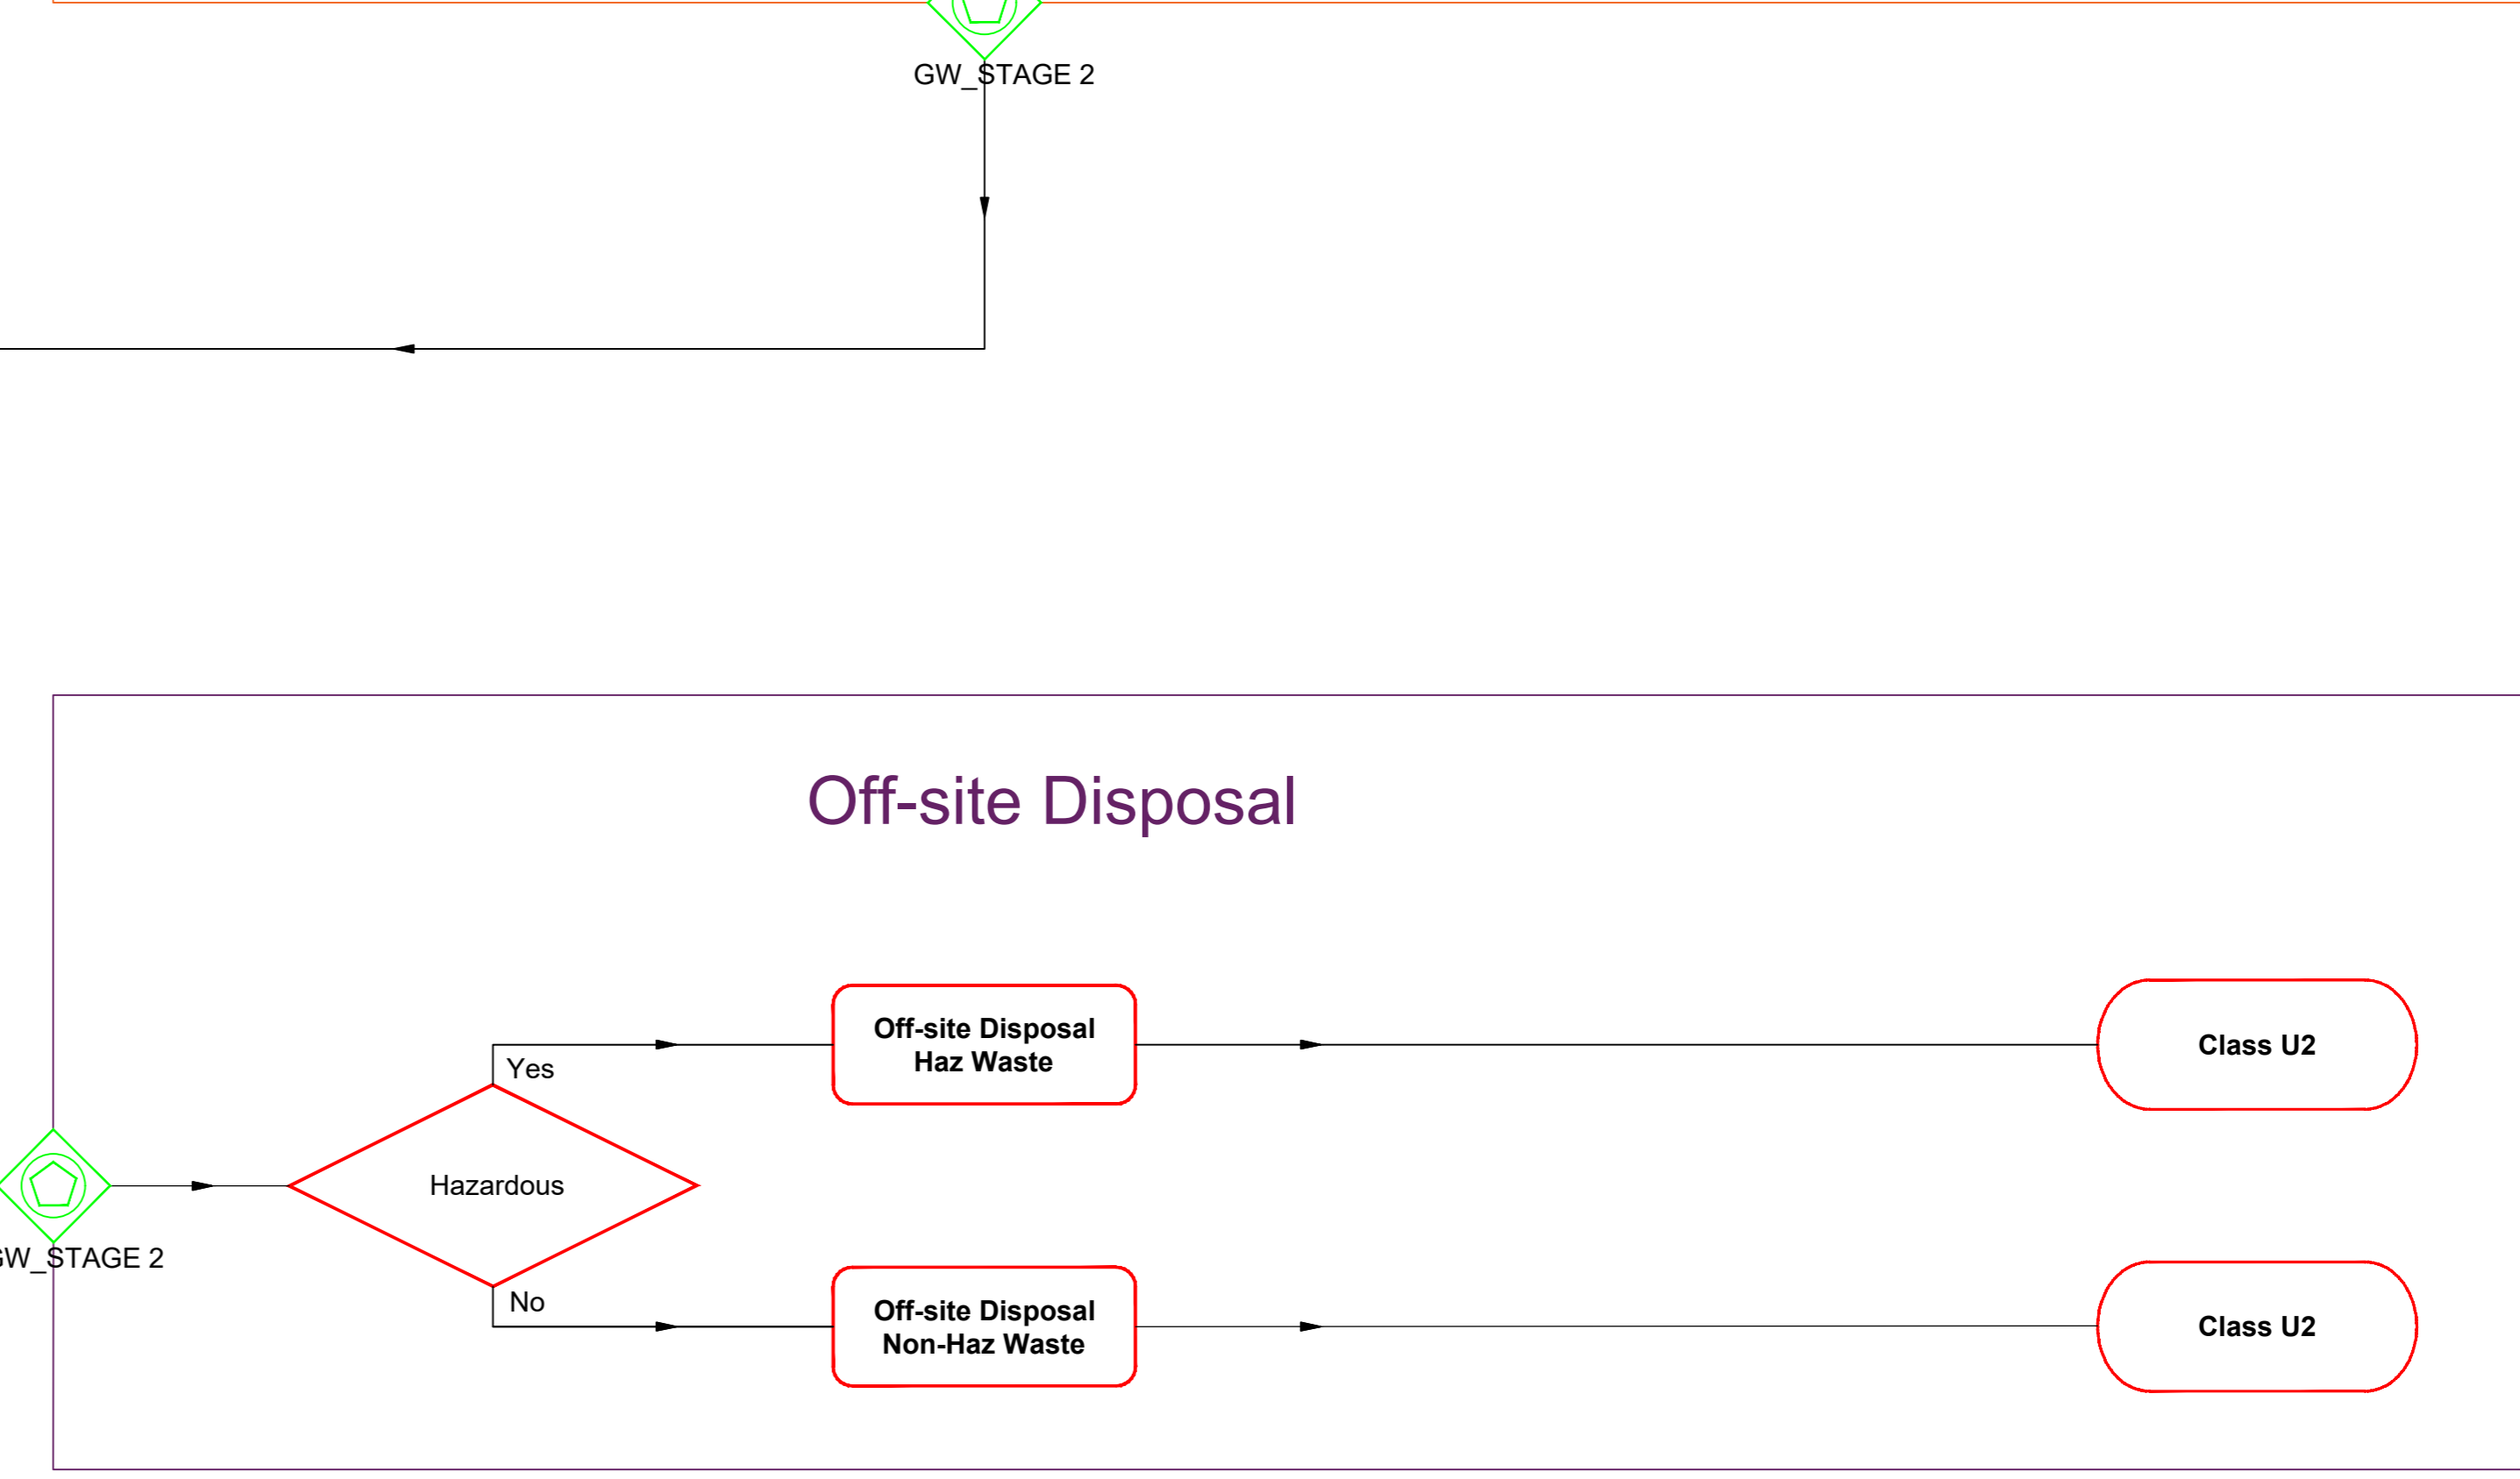 GW_STAGE 2
Off-site Disposal
Yes
Off-site Disposal
Haz Waste
Class U2
Hazardous
GW_STAGE 2
No
Off-site Disposal
Non-Haz Waste
Class U2